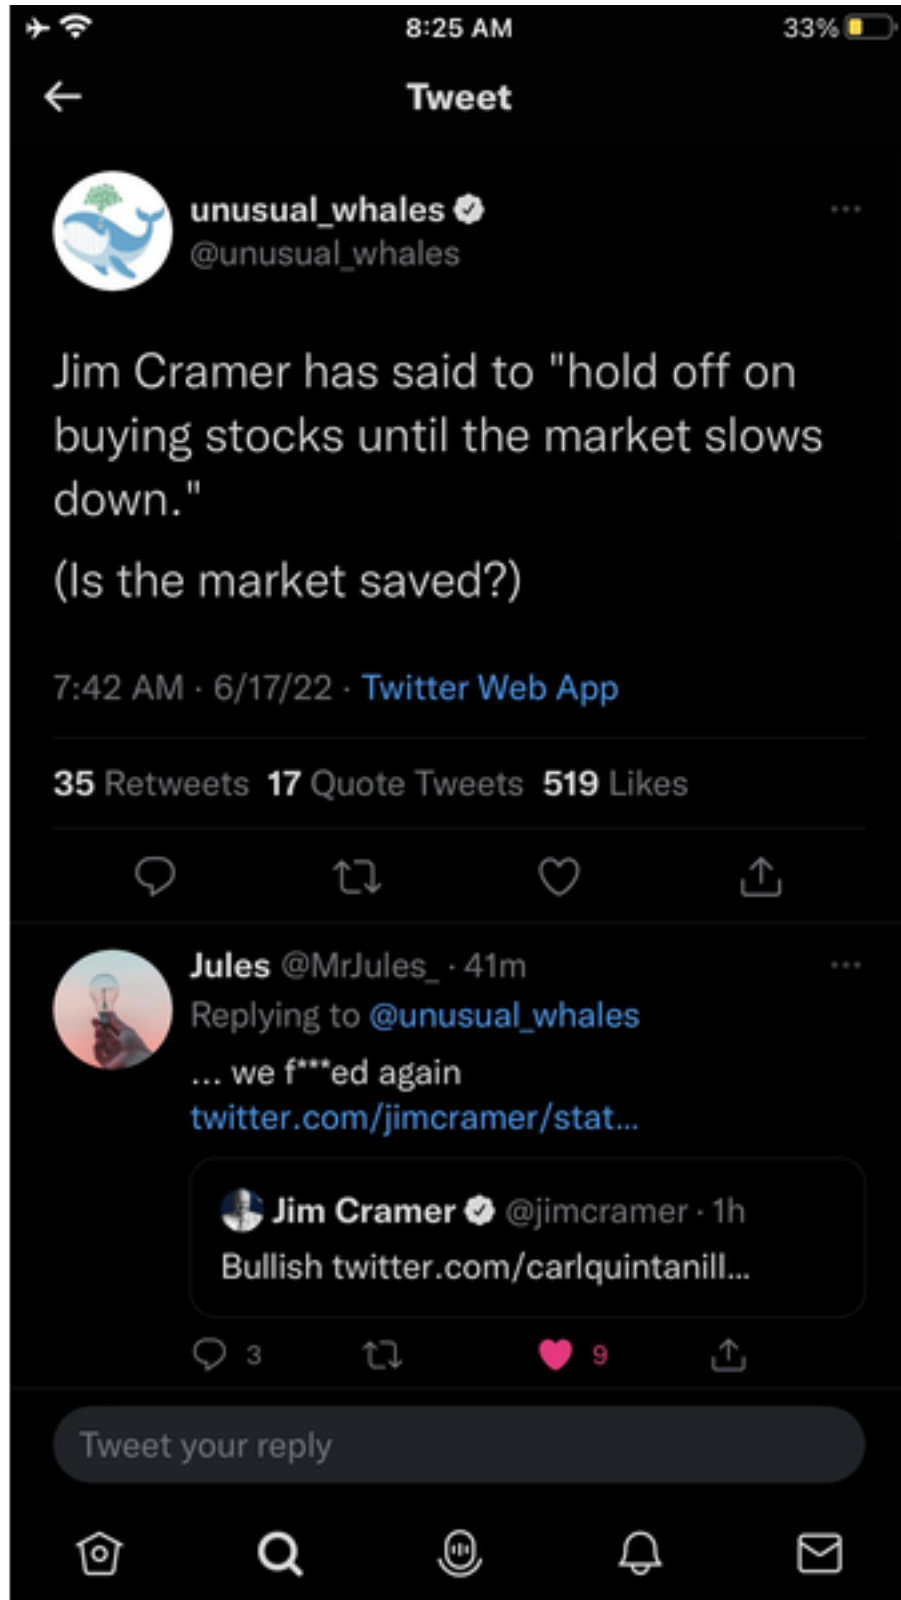 8:25 AM
33%
Tweet
unusual_whales
@unusual_whales
Jim Cramer has said to "hold off on
buying stocks until the market slows
down."
(Is the market saved?)
7:42 AM · 6/17/22 · Twitter Web App
35 Retweets 17 Quote Tweets 519 Likes
Jules @MrJules_ · 41m
Replying to @unusual_whales
... we f***ed again
twitter.com/jimcramer/stat...
Jim Cramer @jimcramer · 1h
Bullish twitter.com/carlquintanill...
3
9
Tweet your reply